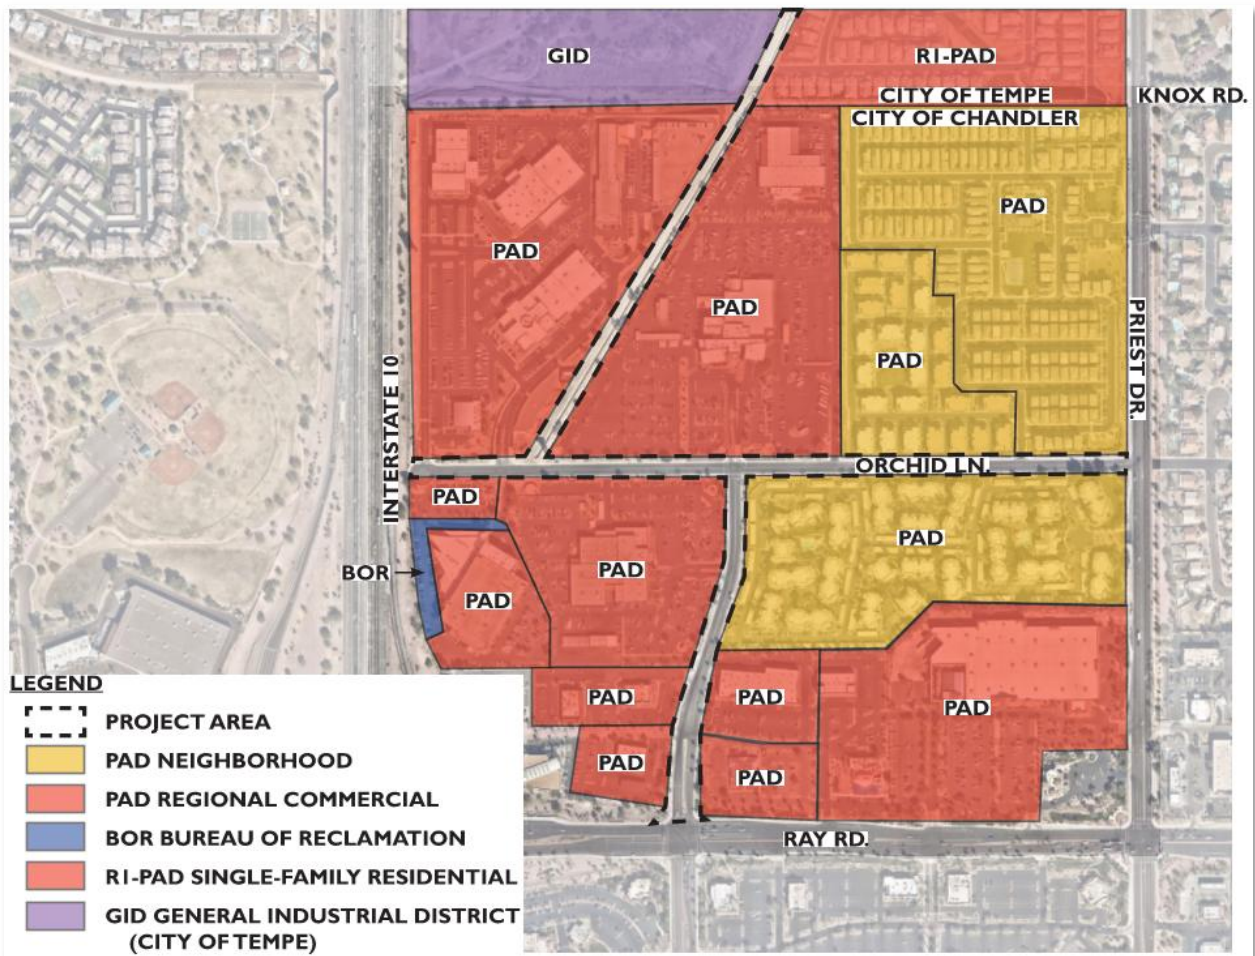 GID
R1-PAD
CITY OF TEMPE
KNOX RD.
CITY OF CHANDLER
PAD
PAD
PAD
PAD
PRIEST DR.
INTERSTATE 10
ORCHID LN.
PAD
PAD
PAD
BOR
PAD
PAD
PAD
PAD
PAD
PAD
RAY RD.
LEGEND
PROJECT AREA
PAD NEIGHBORHOOD
PAD REGIONAL COMMERCIAL
BOR BUREAU OF RECLAMATION
R1-PAD SINGLE-FAMILY RESIDENTIAL
GID GENERAL INDUSTRIAL DISTRICT
(CITY OF TEMPE)